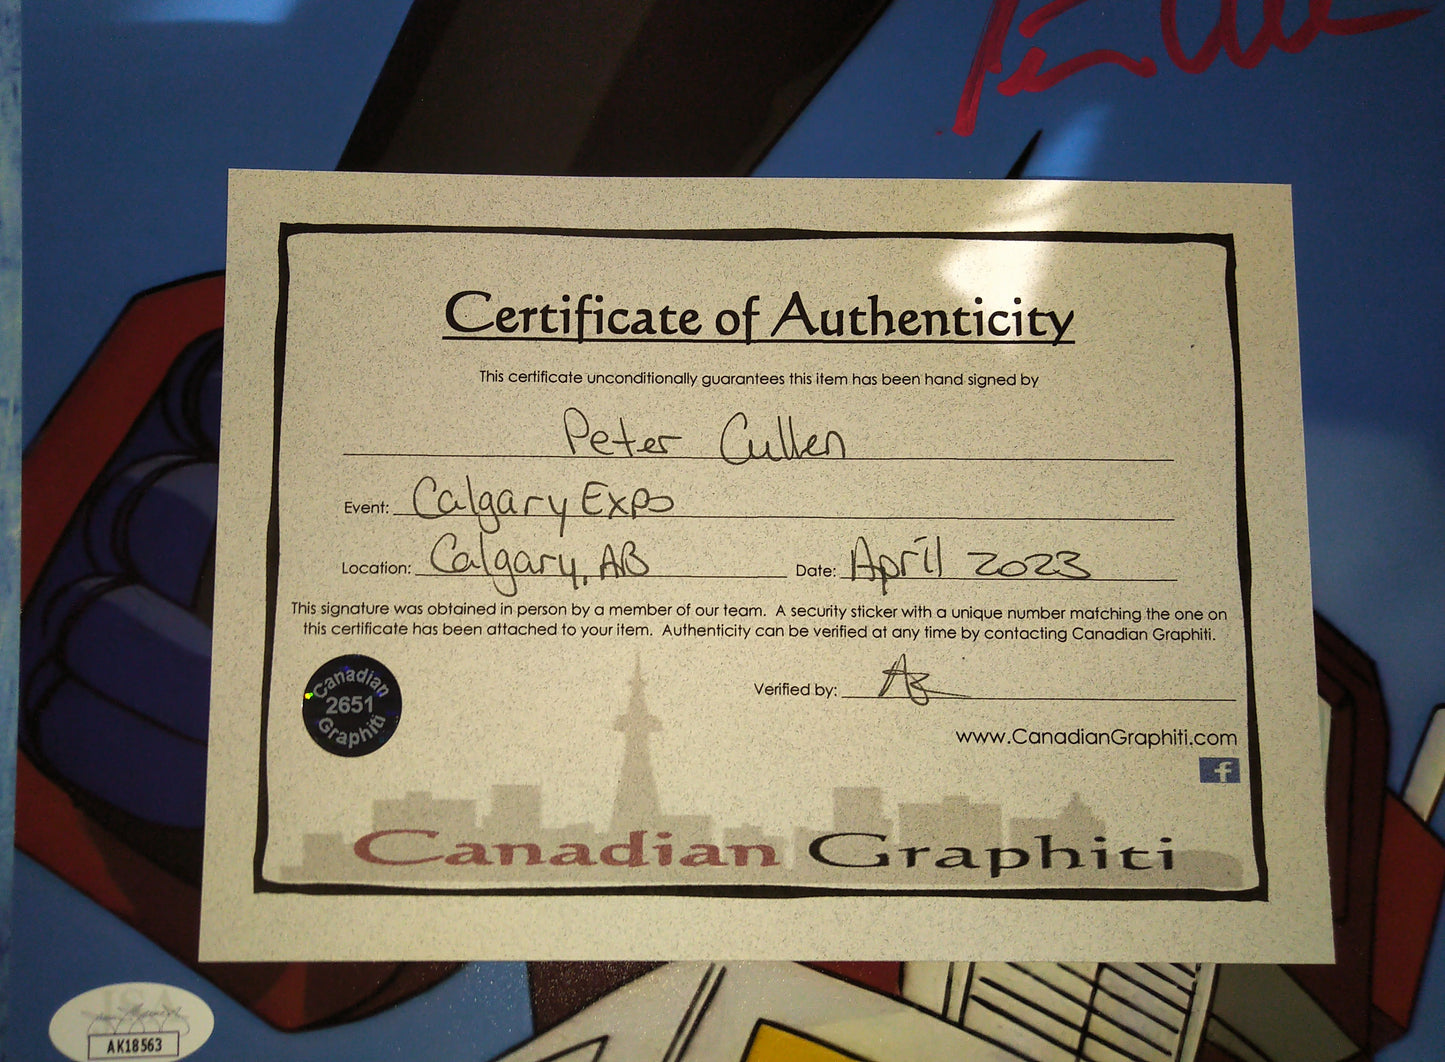 Certificate of Authenticity
This certificate unconditionally guarantees this item has been hand signed by
Peter Cullen
Event: Calgary Expo
Location: Calgary, AB Date: April 2023
This signature was obtained in person by a member of our team. A security sticker with a unique number matching the one on
this certificate has been attached to your item. Authenticity can be verified at any time by contacting Canadian Graphiti.
Canadian
2651
Graphiti
Verified by:
www.CanadianGraphiti.com
f
Canadian Graphiti
JSA
AK18563